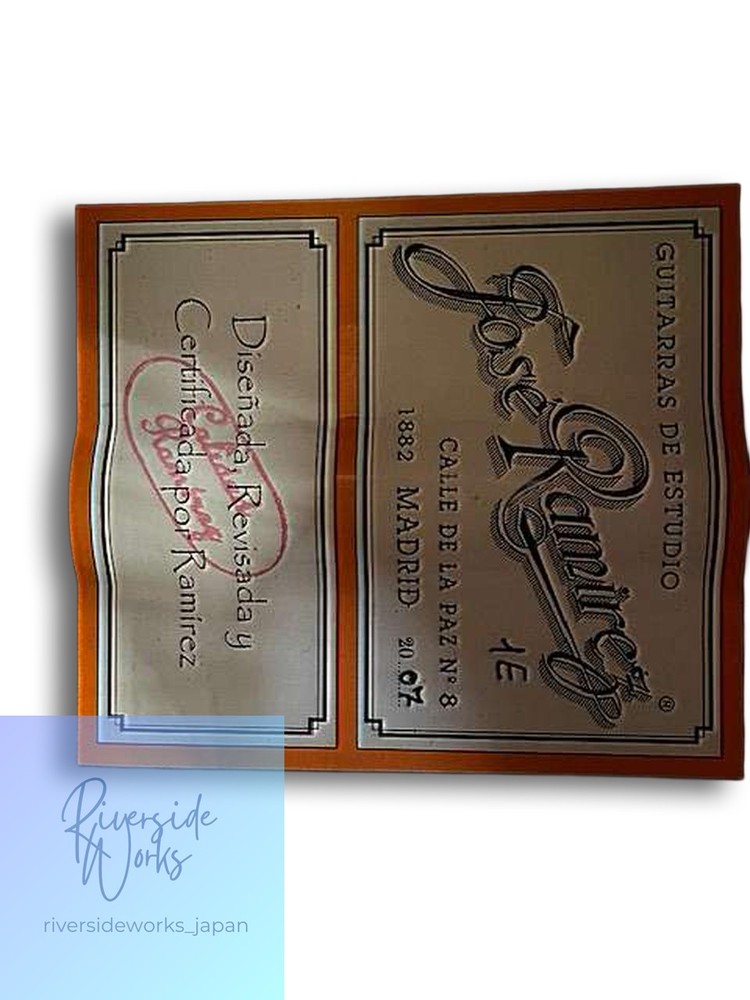 GUITARRAS DE ESTUDIO
José Ramírez ®
1E
CALLE DE LA PAZ Nº 8
1882 MADRID 20..07
Diseñada, Revisada y
Certificada por Ramírez
Riverside
Works
riversideworks_japan